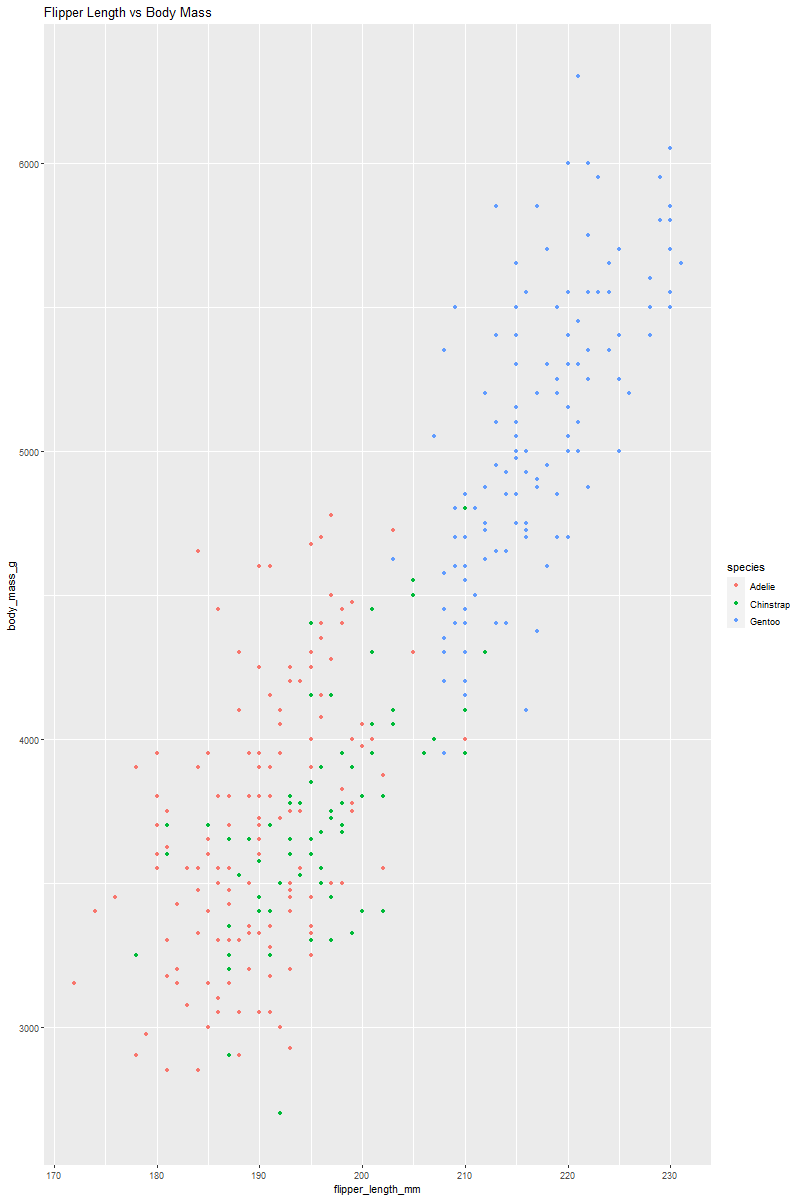 Flipper Length vs Body Mass
6000
5000
4000
3000
body_mass_g
170 180 190 200 210 220 230
flipper_length_mm
species
Adelie
Chinstrap
Gentoo